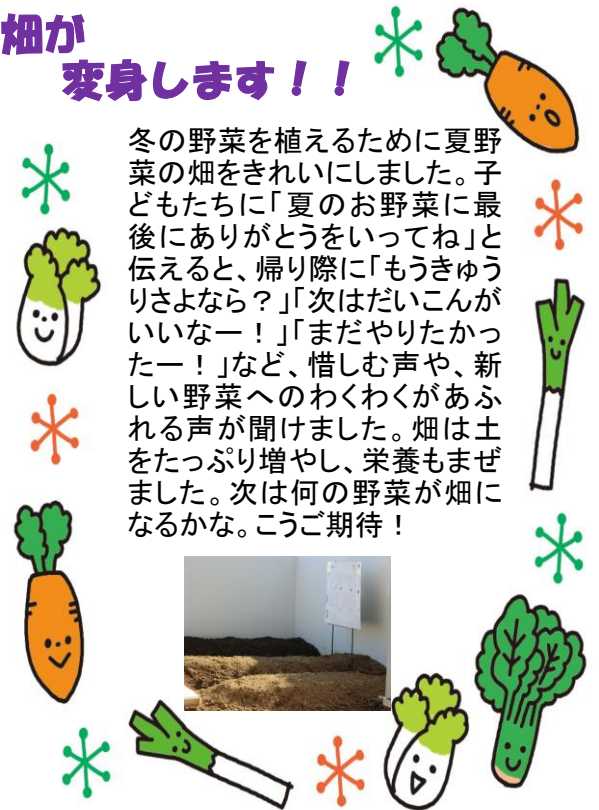 畑が
変身します！！
冬の野菜を植えるために夏野
菜の畑をきれいにしました。子
どもたちに「夏のお野菜に最
後にありがとうをいってね」と
伝えると、帰り際に「もうきゅう
りさよなら？」「次はだいこんが
いいなー！」「まだやりたかっ
たー！」など、惜しむ声や、新
しい野菜へのわくわくがあふ
れる声が聞けました。畑は土
をたっぷり増やし、栄養もまぜ
ました。次は何の野菜が畑に
なるかな。こうご期待！